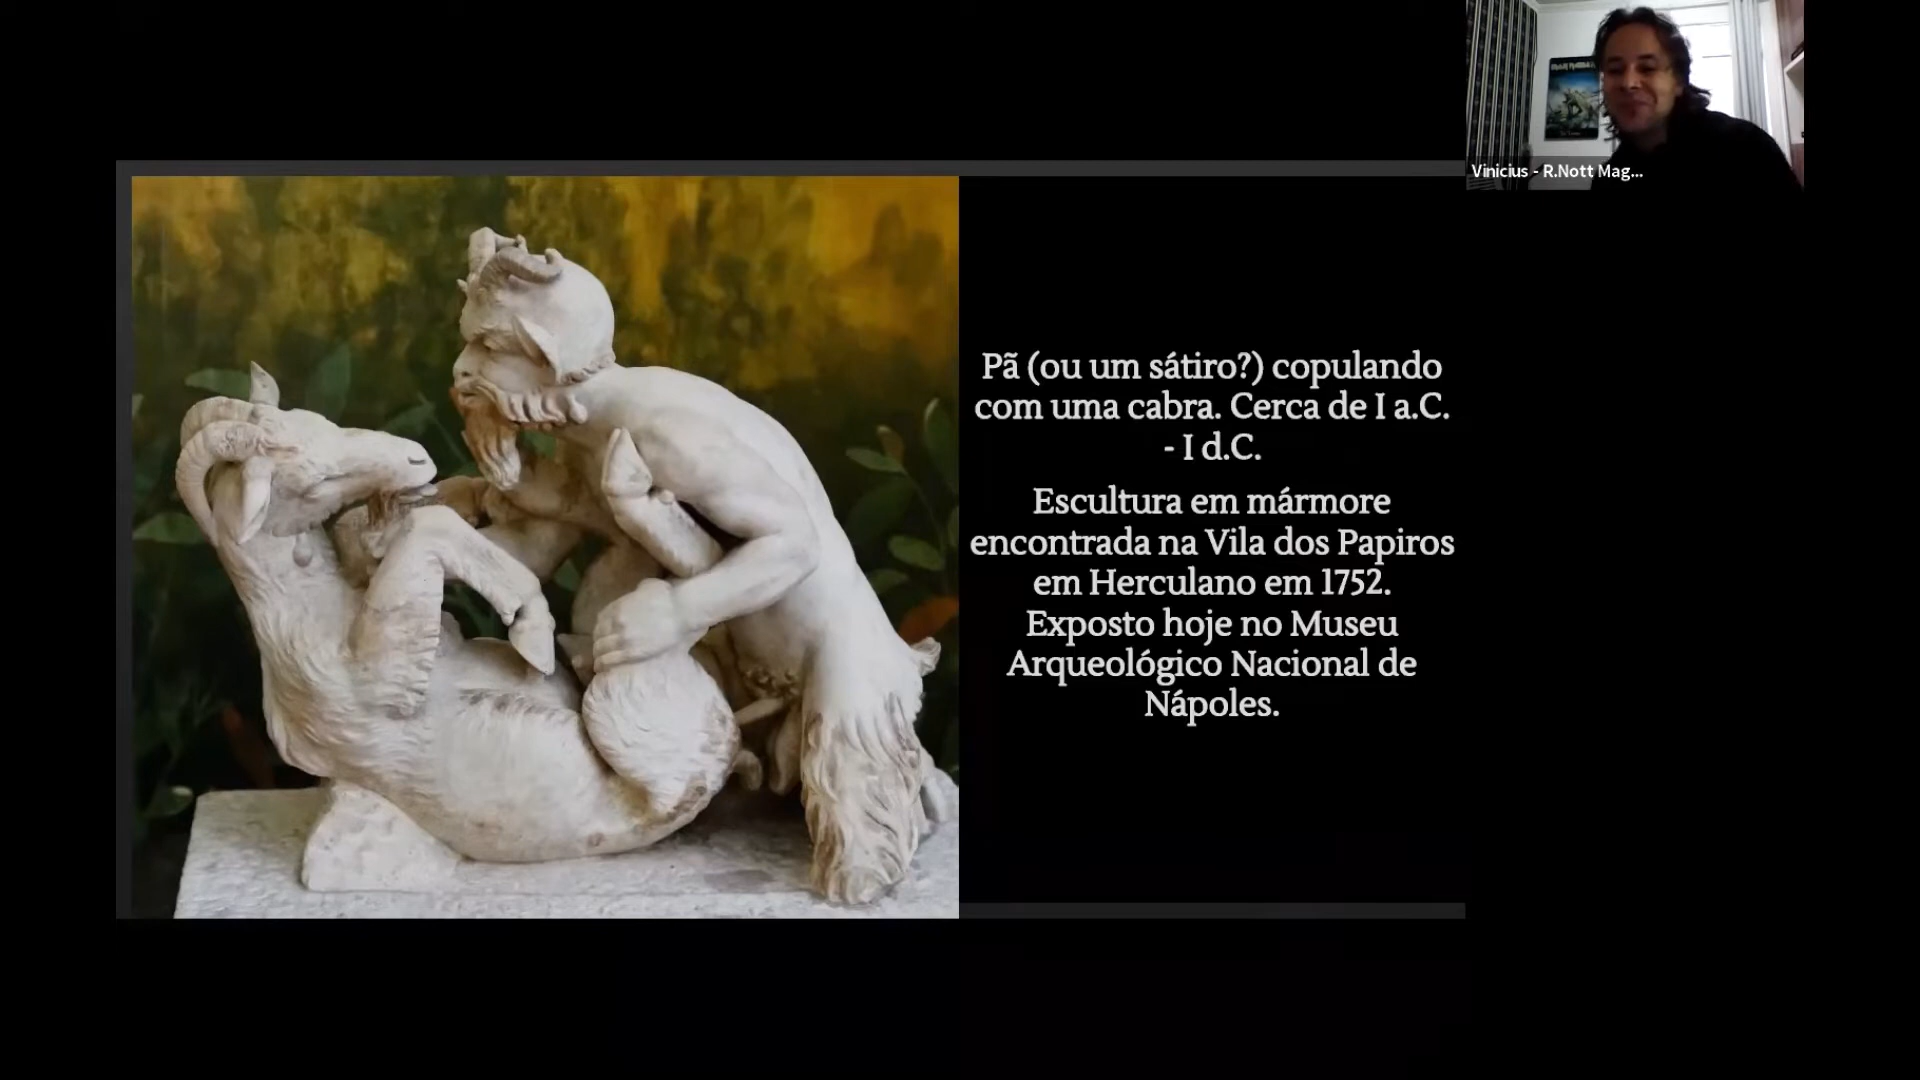 Vinicius - R.Nott Mag...
Pã (ou um sátiro?) copulando
com uma cabra. Cerca de I a.C.
- I d.C.
Escultura em mármore
encontrada na Vila dos Papiros
em Herculano em 1752.
Exposto hoje no Museu
Arqueológico Nacional de
Nápoles.